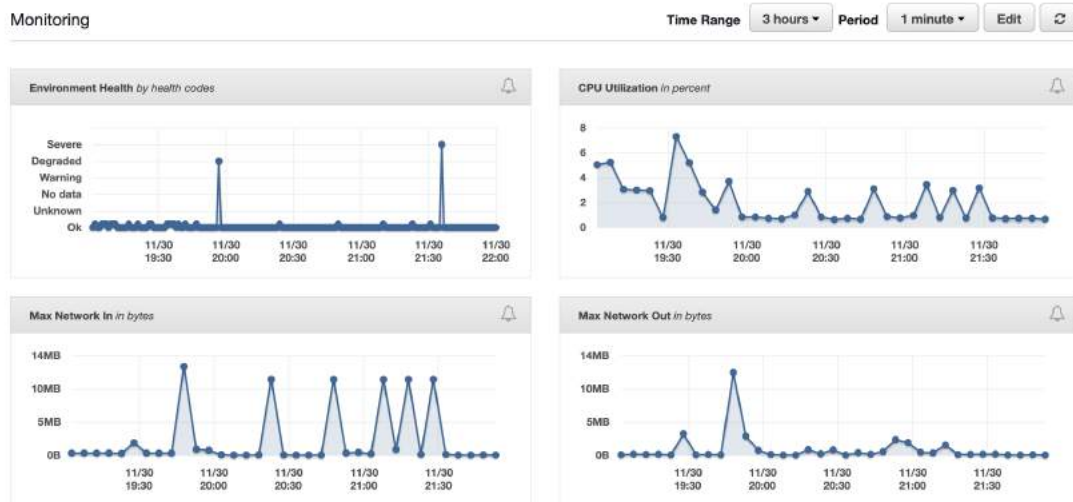 Monitoring
Time Range 3 hours Period 1 minute Edit
Environment Health by health codes
Severe
Degraded
Warning
No data
Unknown
Ok
11/30 11/30 11/30 11/30 11/30 11/30
19:30 20:00 20:30 21:00 21:30 22:00
CPU Utilization in percent
8
6
4
2
0
11/30 11/30 11/30 11/30 11/30
19:30 20:00 20:30 21:00 21:30
Max Network In in bytes
14MB
10MB
5MB
0B
11/30 11/30 11/30 11/30 11/30
19:30 20:00 20:30 21:00 21:30
Max Network Out in bytes
14MB
10MB
5MB
0B
11/30 11/30 11/30 11/30 11/30
19:30 20:00 20:30 21:00 21:30